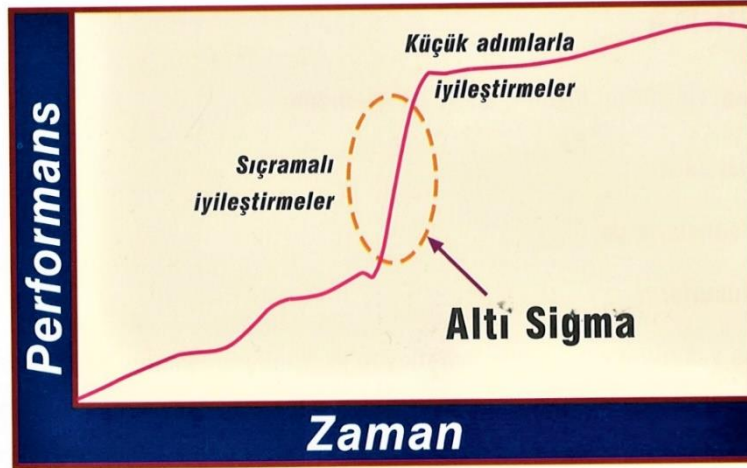 Küçük adımlarla
iyileştirmeler
Sıçramalı
iyileştirmeler
Altı Sigma
Performans
Zaman